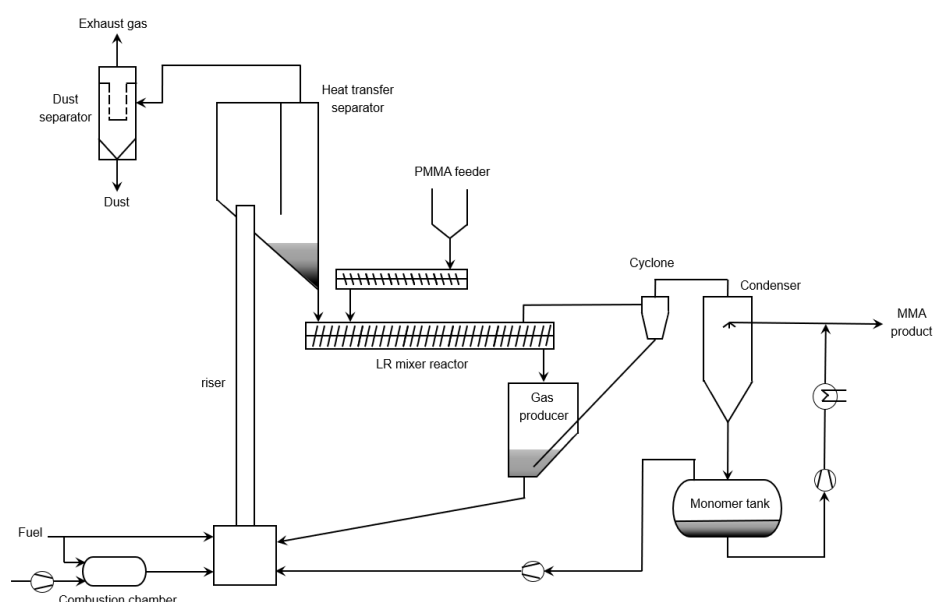 Exhaust gas
Dust
separator
Dust
Heat transfer
separator
PMMA feeder
Cyclone
Condenser
MMA
product
LR mixer reactor
riser
Gas
producer
Monomer tank
Fuel
Combustion chamber